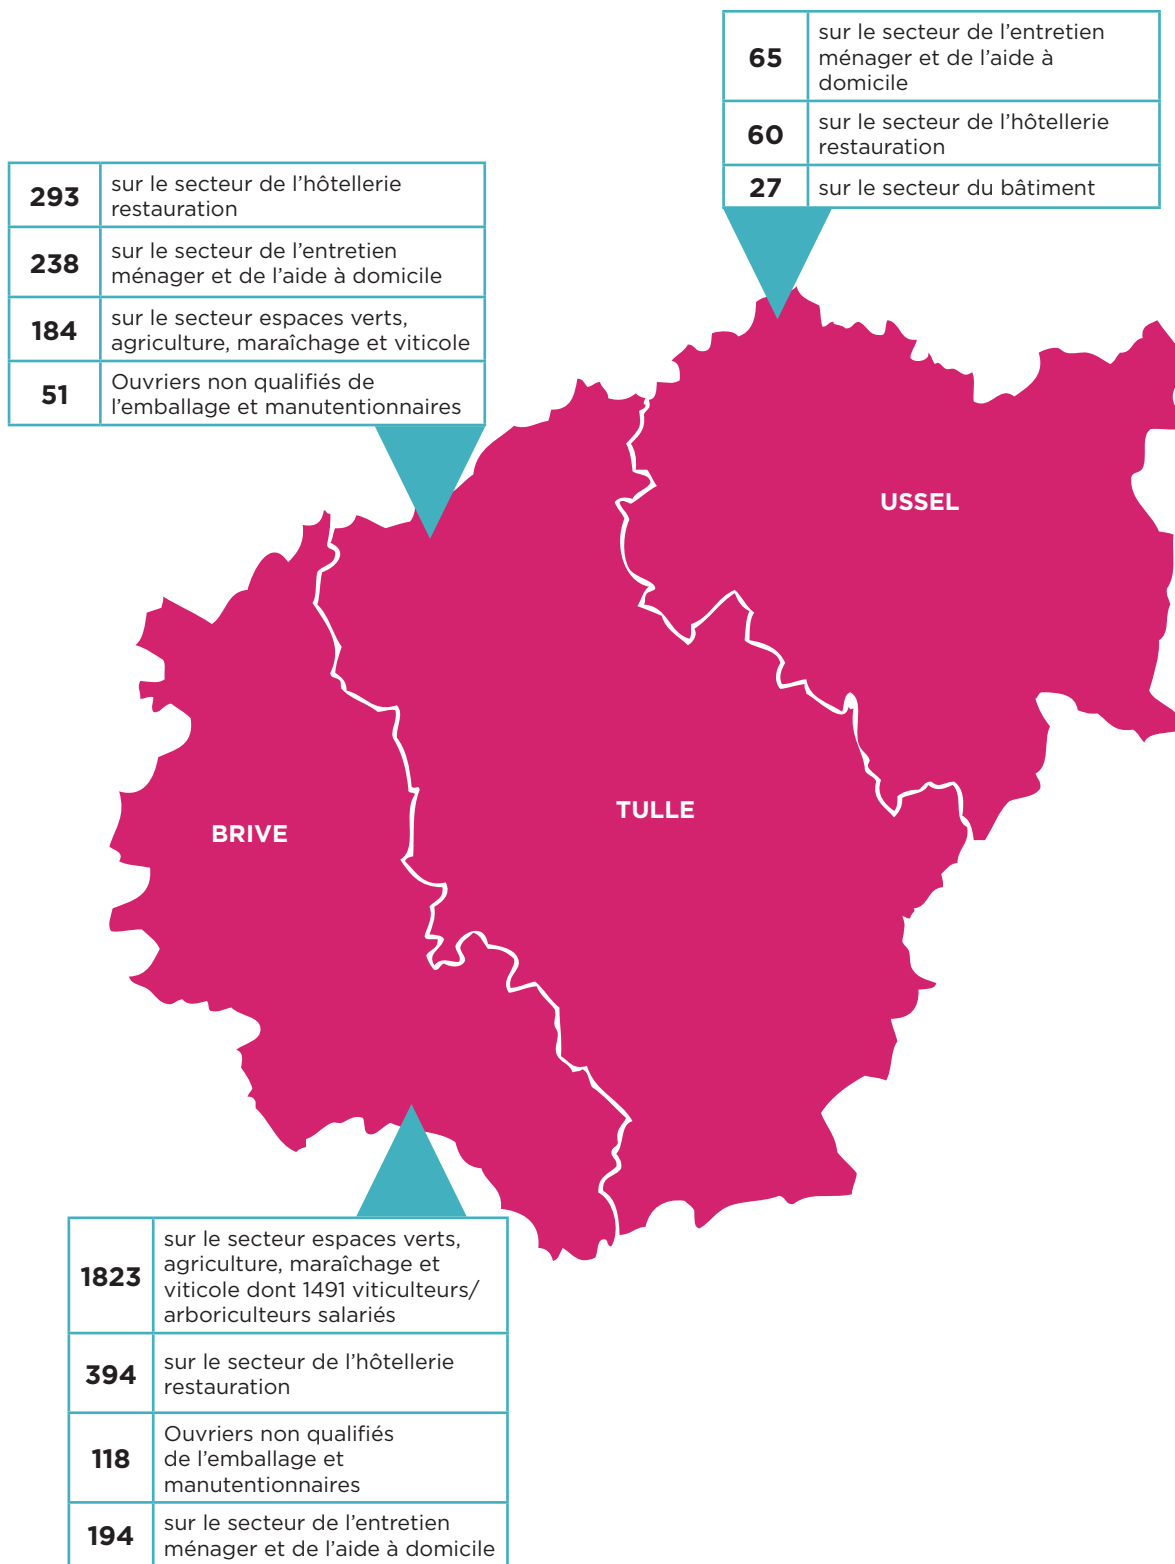 65
sur le secteur de l'entretien
ménager et de l'aide à
domicile
60
sur le secteur de l'hôtellerie
restauration
27
sur le secteur du bâtiment
293
sur le secteur de l'hôtellerie
restauration
238
sur le secteur de l'entretien
ménager et de l'aide à domicile
184
sur le secteur espaces verts,
agriculture, maraîchage et viticole
51
Ouvriers non qualifiés de
l'emballage et manutentionnaires
USSEL
TULLE
BRIVE
1823
sur le secteur espaces verts,
agriculture, maraîchage et
viticole dont 1491 viticulteurs/
arboriculteurs salariés
394
sur le secteur de l'hôtellerie
restauration
118
Ouvriers non qualifiés
de l'emballage et
manutentionnaires
194
sur le secteur de l'entretien
ménager et de l'aide à domicile